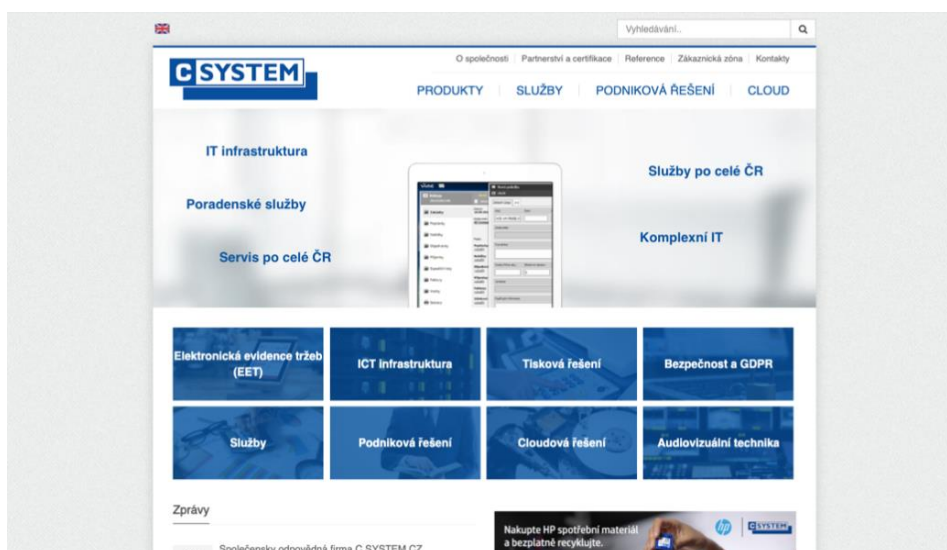 Vyhledávání..
O společnosti Partnerství a certifikace Reference Zákaznická zóna Kontakty
C SYSTEM
PRODUKTY SLUŽBY PODNIKOVÁ ŘEŠENÍ CLOUD
IT infrastruktura
Služby po celé ČR
Poradenské služby
Komplexní IT
Servis po celé ČR
Elektronická evidence tržeb
(EET)
ICT infrastruktura
Tisková řešení
Bezpečnost a GDPR
Služby
Podniková řešení
Cloudová řešení
Audiovizuální technika
Zprávy
Nakupte HP spotřební materiál
a bezplatně recyklujte.
hp
C SYSTEM
Společensky odpovědná firma C SYSTEM CZ